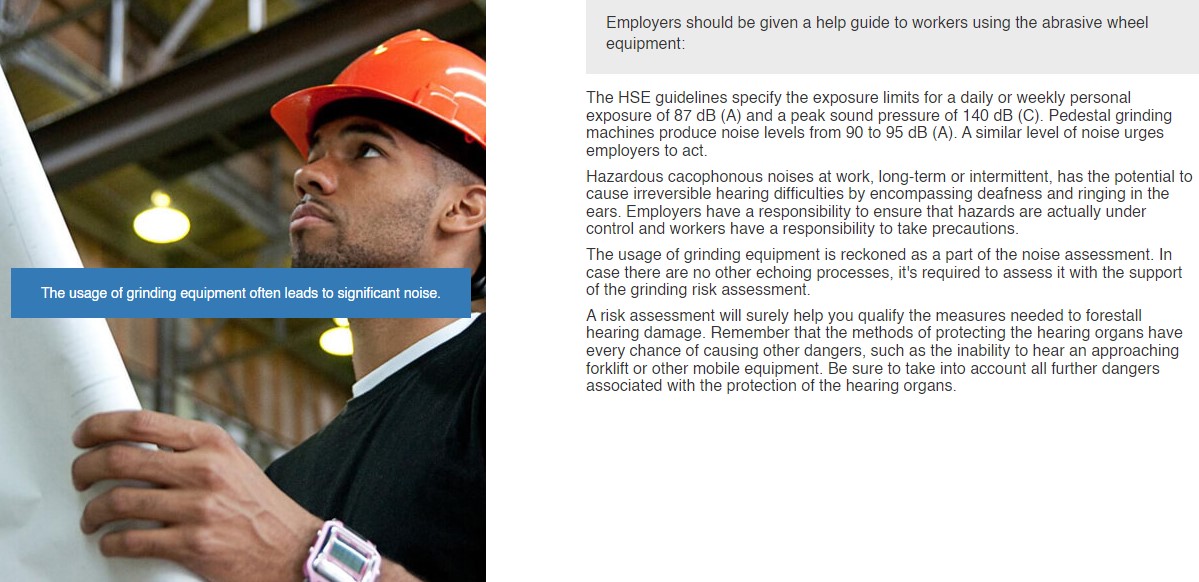 The usage of grinding equipment often leads to significant noise.
Employers should be given a help guide to workers using the abrasive wheel
equipment:
The HSE guidelines specify the exposure limits for a daily or weekly personal
exposure of 87 dB (A) and a peak sound pressure of 140 dB (C). Pedestal grinding
machines produce noise levels from 90 to 95 dB (A). A similar level of noise urges
employers to act.
Hazardous cacophonous noises at work, long-term or intermittent, has the potential to
cause irreversible hearing difficulties by encompassing deafness and ringing in the
ears. Employers have a responsibility to ensure that hazards are actually under
control and workers have a responsibility to take precautions.
The usage of grinding equipment is reckoned as a part of the noise assessment. In
case there are no other echoing processes, it's required to assess it with the support
of the grinding risk assessment.
A risk assessment will surely help you qualify the measures needed to forestall
hearing damage. Remember that the methods of protecting the hearing organs have
every chance of causing other dangers, such as the inability to hear an approaching
forklift or other mobile equipment. Be sure to take into account all further dangers
associated with the protection of the hearing organs.